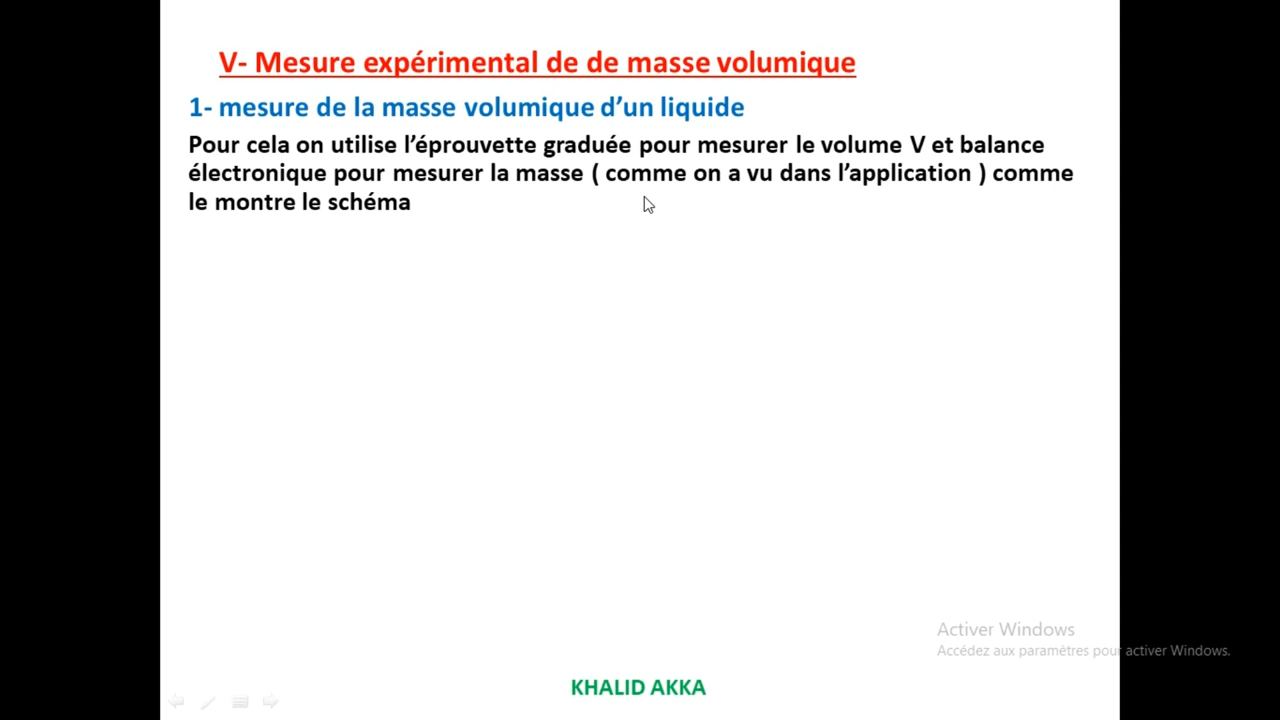 V- Mesure expérimental de de masse volumique
1- mesure de la masse volumique d’un liquide
Pour cela on utilise l’éprouvette graduée pour mesurer le volume V et balance
électronique pour mesurer la masse ( comme on a vu dans l’application ) comme
le montre le schéma
Activer Windows
Accédez aux paramètres pour activer Windows.
KHALID AKKA